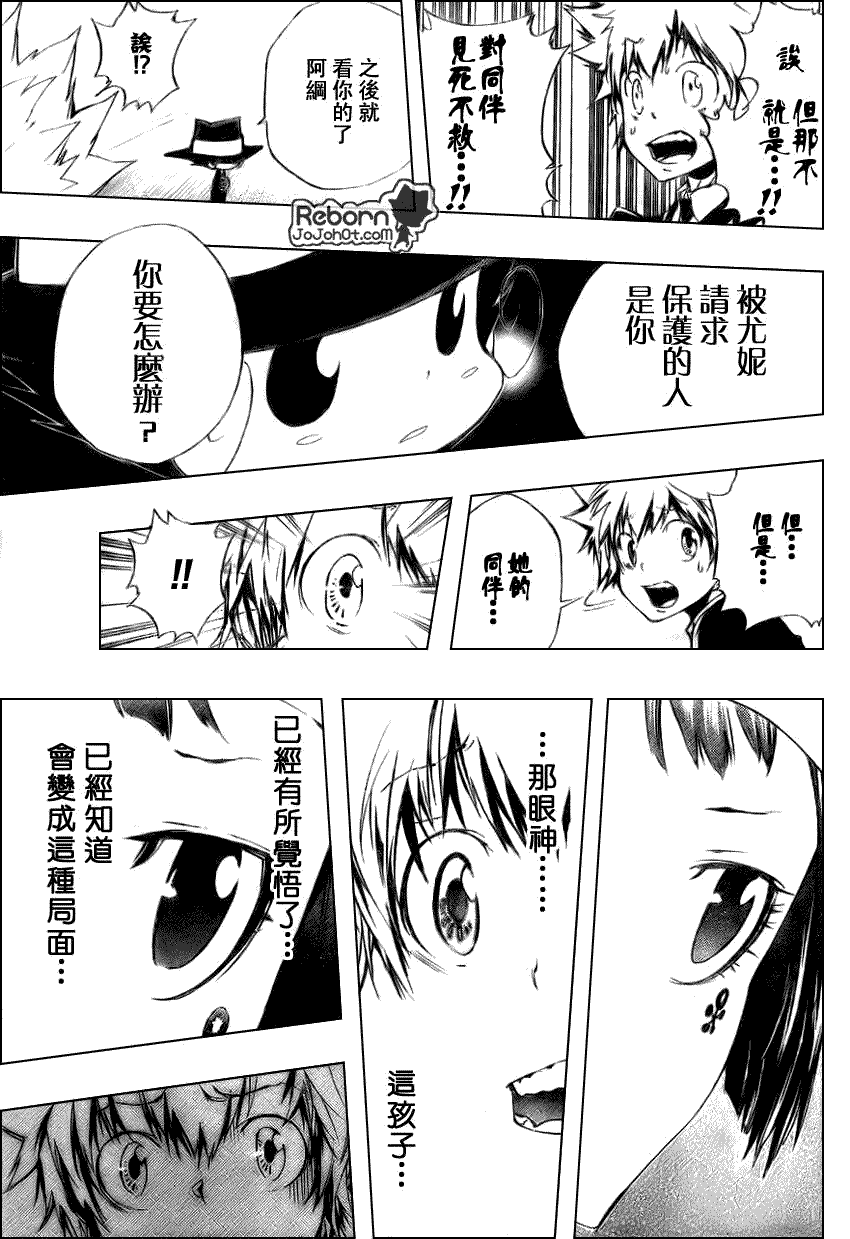 誒
但那不
就是…!!
對同伴
見死不救…!!
之後就
看你的了
阿綱
誒!?
Reborn
JoJoHot.com
被尤妮
請求
保護的人
是你
你要怎麼辦？
但…
但是…
她的
同伴…
!!
…那眼神……
這孩子…
已經有所覺悟了…
已經知道
會變成這種局面…